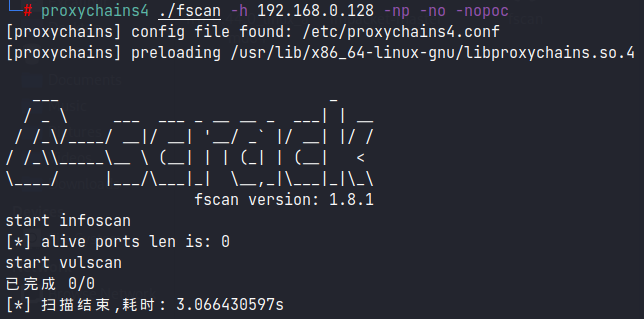 └─# proxychains4 ./fscan -h 192.168.0.128 -np -no -nopoc
[proxychains] config file found: /etc/proxychains4.conf
[proxychains] preloading /usr/lib/x86_64-linux-gnu/libproxychains.so.4
   ___                              _
  / _ \     ___  ___ _ __ __ _  ___| | __
 / /_\/____/ __|/ __| '__/ _` |/ __| |/ /
/ /_\\_____\__ \ (__| | | (_| | (__|   <
\____/     |___/\___|_|  \__,_|\___|_|\_\
                     fscan version: 1.8.1
start infoscan
[*] alive ports len is: 0
start vulscan
已完成 0/0
[*] 扫描结束,耗时: 3.066430597s